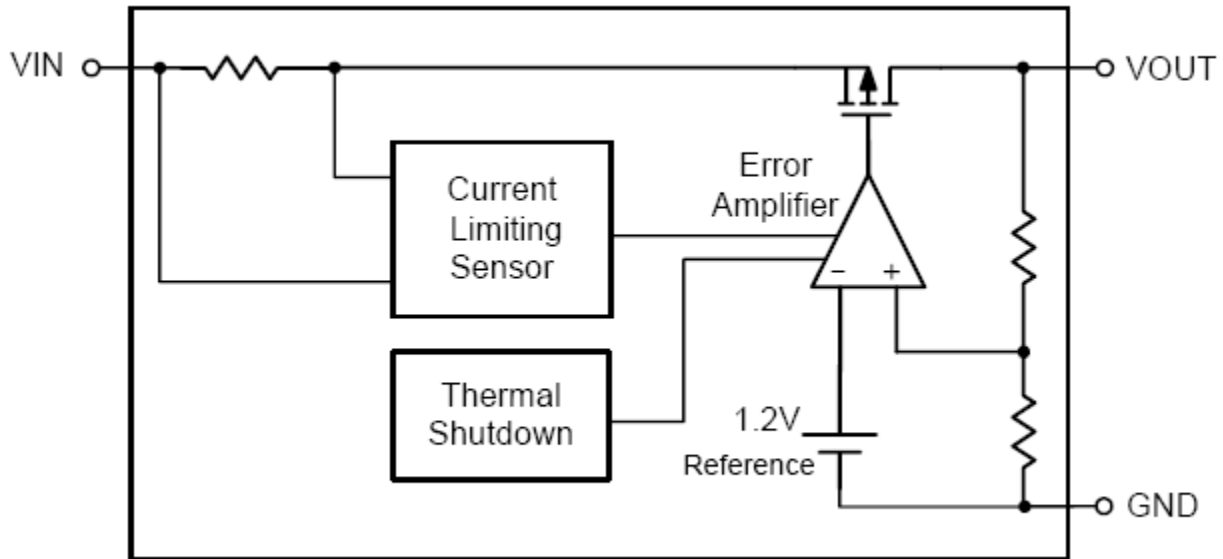 VIN
VOUT
Current
Limiting
Sensor
Error
Amplifier
−
+
Thermal
Shutdown
1.2V
Reference
GND